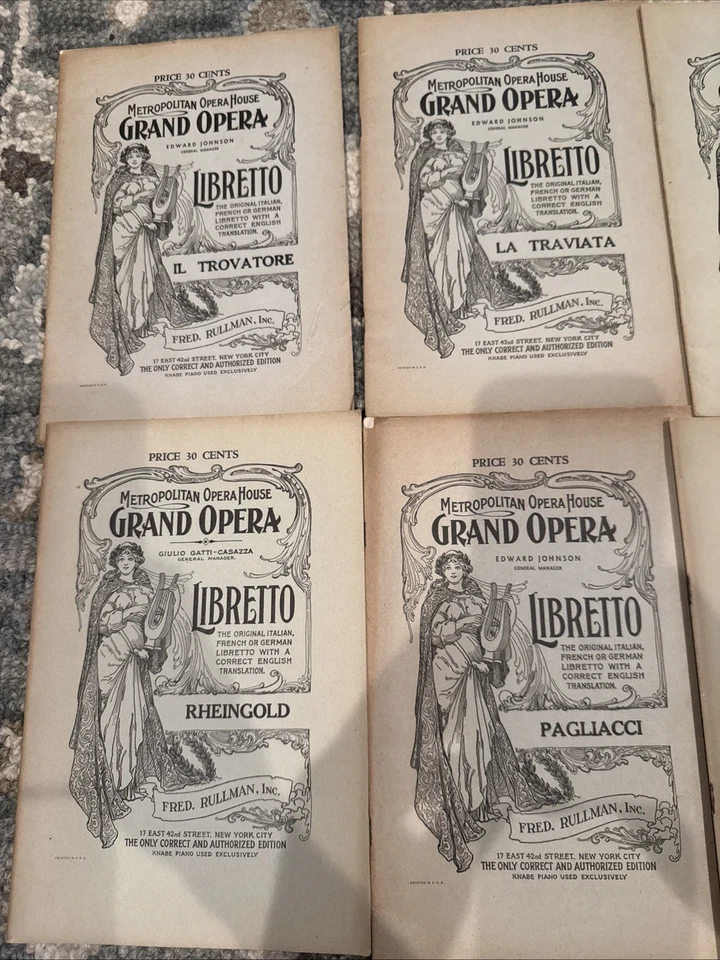 PRICE 30 CENTS
METROPOLITAN OPERA HOUSE
GRAND OPERA
EDWARD JOHNSON
GENERAL MANAGER
LIBRETTO
THE ORIGINAL ITALIAN,
FRENCH OR GERMAN
LIBRETTO WITH A
CORRECT ENGLISH
TRANSLATION.
IL TROVATORE
FRED. RULLMAN, INC.
17 EAST 42nd STREET, NEW YORK CITY
THE ONLY CORRECT AND AUTHORIZED EDITION
KNABE PIANO USED EXCLUSIVELY
PRINTED IN U.S.A.
PRICE 30 CENTS
METROPOLITAN OPERA HOUSE
GRAND OPERA
EDWARD JOHNSON
GENERAL MANAGER
LIBRETTO
THE ORIGINAL ITALIAN,
FRENCH OR GERMAN
LIBRETTO WITH A
CORRECT ENGLISH
TRANSLATION.
LA TRAVIATA
FRED. RULLMAN, INC.
17 EAST 42nd STREET, NEW YORK CITY
THE ONLY CORRECT AND AUTHORIZED EDITION
KNABE PIANO USED EXCLUSIVELY
PRINTED IN U.S.A.
PRICE 30 CENTS
METROPOLITAN OPERA HOUSE
GRAND OPERA
GIULIO GATTI-CASAZZA
GENERAL MANAGER.
LIBRETTO
THE ORIGINAL ITALIAN,
FRENCH OR GERMAN
LIBRETTO WITH A
CORRECT ENGLISH
TRANSLATION.
RHEINGOLD
FRED. RULLMAN, INC.
17 EAST 42nd STREET, NEW YORK CITY
THE ONLY CORRECT AND AUTHORIZED EDITION
KNABE PIANO USED EXCLUSIVELY
PRINTED IN U.S.A.
PRICE 30 CENTS
METROPOLITAN OPERA HOUSE
GRAND OPERA
EDWARD JOHNSON
GENERAL MANAGER
LIBRETTO
THE ORIGINAL ITALIAN,
FRENCH OR GERMAN
LIBRETTO WITH A
CORRECT ENGLISH
TRANSLATION.
PAGLIACCI
FRED. RULLMAN, INC.
17 EAST 42nd STREET, NEW YORK CITY
THE ONLY CORRECT AND AUTHORIZED EDITION
KNABE PIANO USED EXCLUSIVELY
PRINTED IN U.S.A.